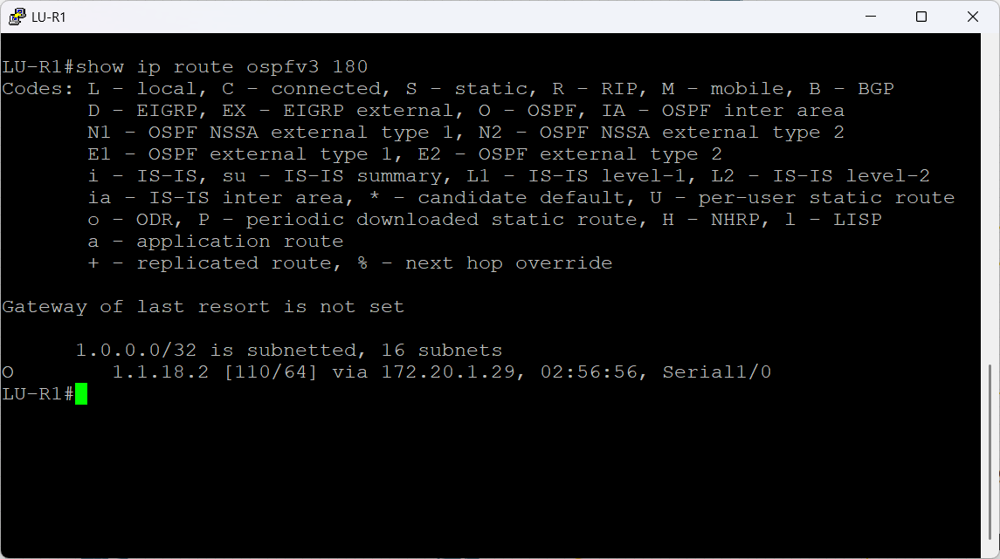 LU-R1
LU-R1#show ip route ospfv3 180
Codes: L - local, C - connected, S - static, R - RIP, M - mobile, B - BGP
       D - EIGRP, EX - EIGRP external, O - OSPF, IA - OSPF inter area
       N1 - OSPF NSSA external type 1, N2 - OSPF NSSA external type 2
       E1 - OSPF external type 1, E2 - OSPF external type 2
       i - IS-IS, su - IS-IS summary, L1 - IS-IS level-1, L2 - IS-IS level-2
       ia - IS-IS inter area, * - candidate default, U - per-user static route
       o - ODR, P - periodic downloaded static route, H - NHRP, l - LISP
       a - application route
       + - replicated route, % - next hop override
Gateway of last resort is not set
      1.0.0.0/32 is subnetted, 16 subnets
O        1.1.18.2 [110/64] via 172.20.1.29, 02:56:56, Serial1/0
LU-R1#